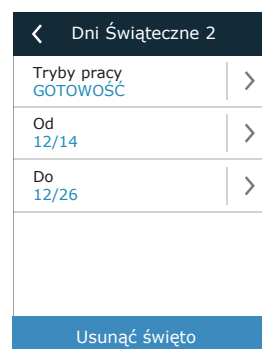 Dni Świąteczne 2
Tryby pracy
GOTOWOŚĆ
Od
12/14
Do
12/26
Usunąć święto